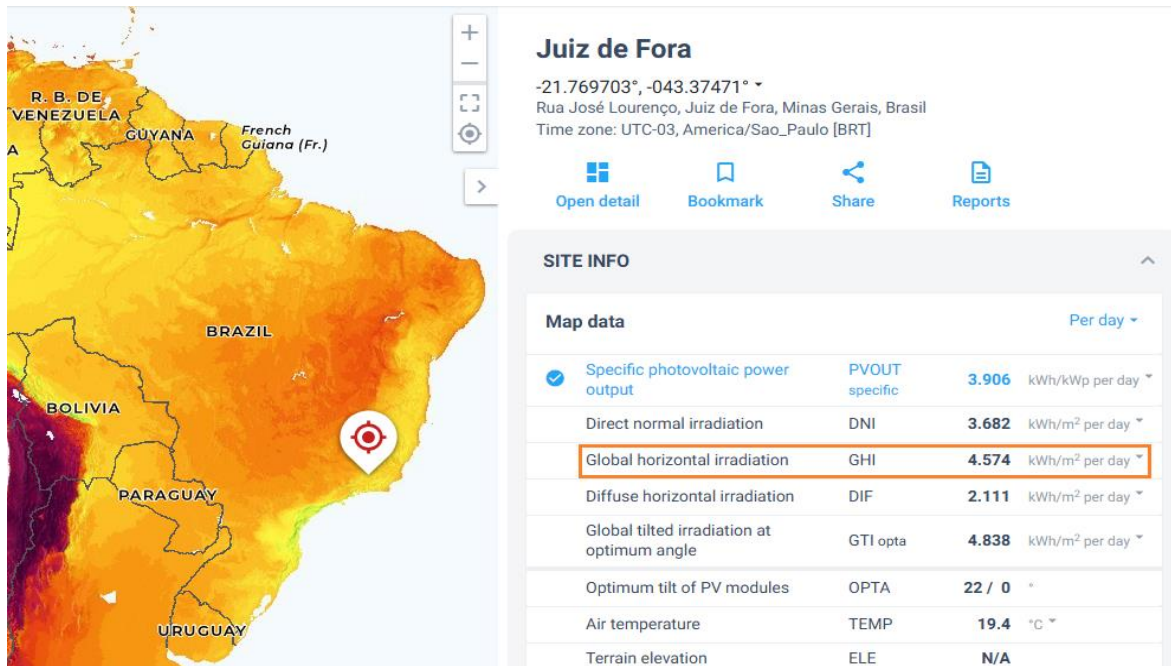 R. B. DE
VENEZUELA
GUYANA
French
Guiana (Fr.)
A
BRAZIL
BOLIVIA
PARAGUAY
URUGUAY
+
−
>
Juiz de Fora
-21.769703°, -043.37471°
Rua José Lourenço, Juiz de Fora, Minas Gerais, Brasil
Time zone: UTC-03, America/Sao_Paulo [BRT]
Open detail Bookmark Share Reports
SITE INFO
Map data Per day
Specific photovoltaic power output PVOUT specific 3.906 kWh/kWp per day
Direct normal irradiation DNI 3.682 kWh/m² per day
Global horizontal irradiation GHI 4.574 kWh/m² per day
Diffuse horizontal irradiation DIF 2.111 kWh/m² per day
Global tilted irradiation at optimum angle GTI opta 4.838 kWh/m² per day
Optimum tilt of PV modules OPTA 22 / 0 °
Air temperature TEMP 19.4 °C
Terrain elevation ELE N/A